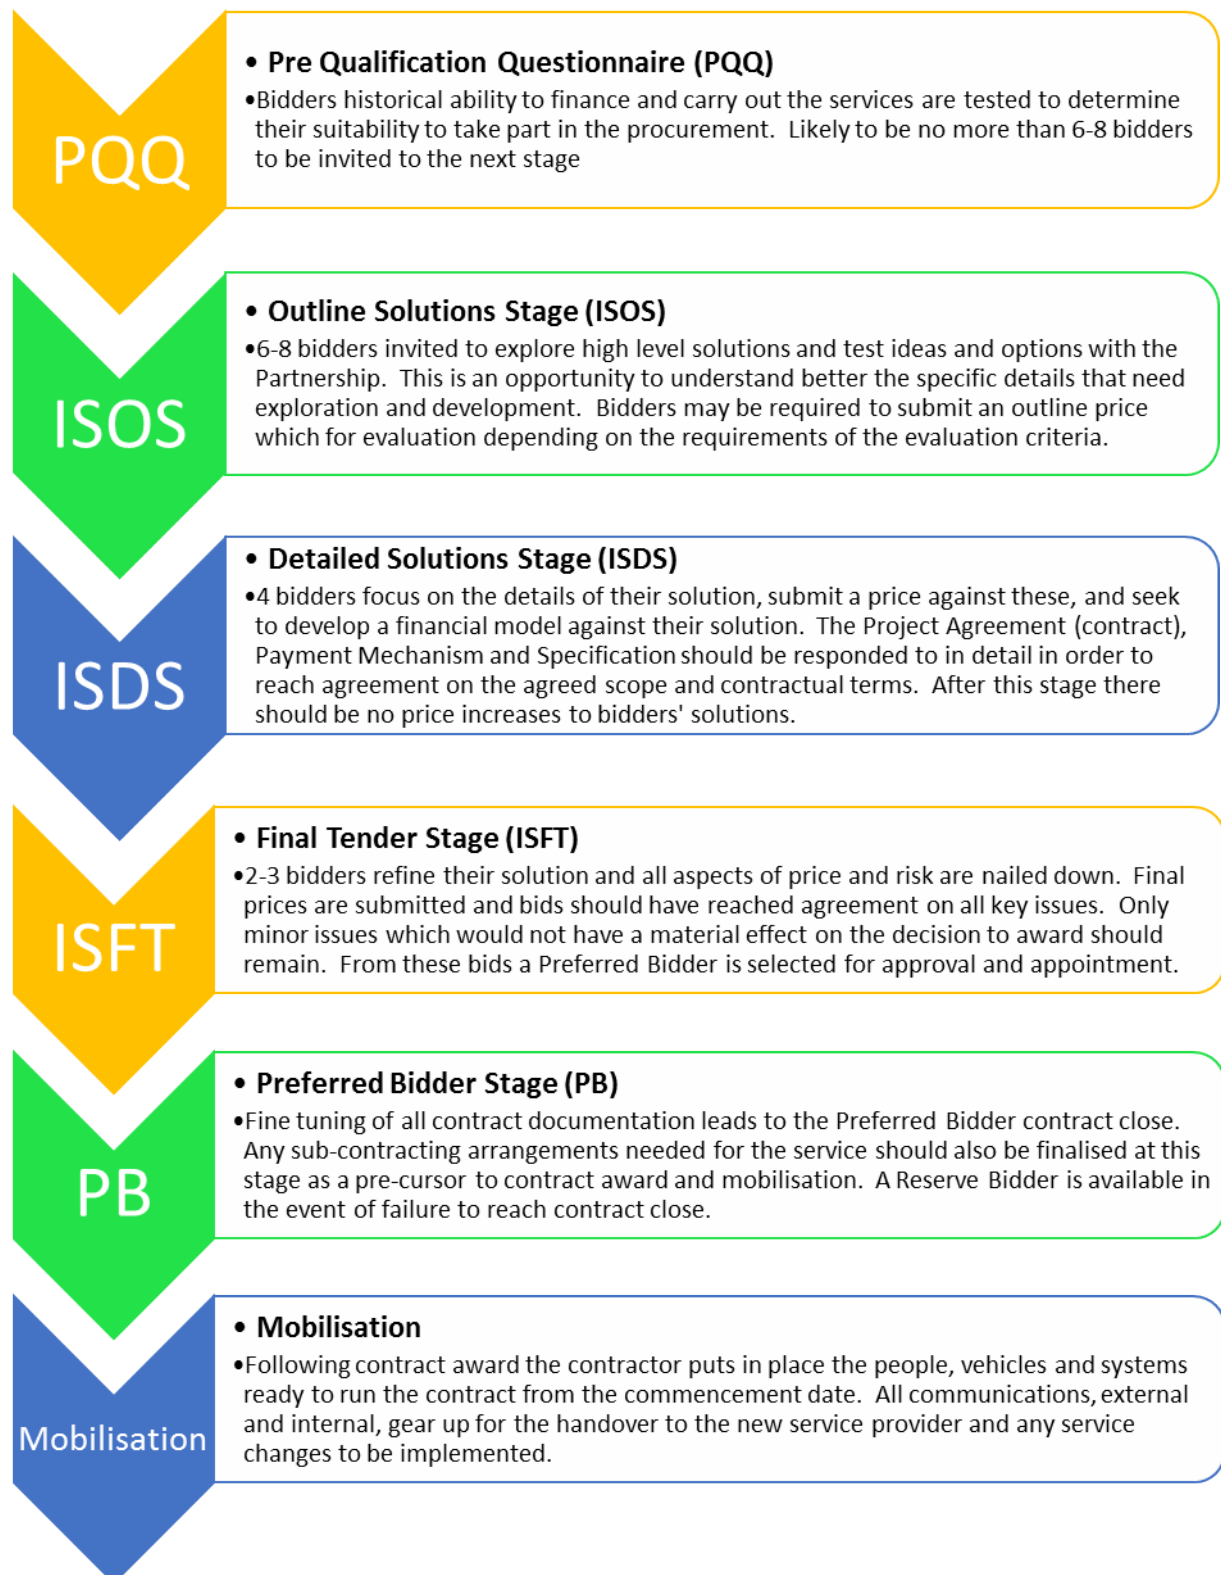 PQQ
• Pre Qualification Questionnaire (PQQ)
•Bidders historical ability to finance and carry out the services are tested to determine
their suitability to take part in the procurement. Likely to be no more than 6-8 bidders
to be invited to the next stage
ISOS
• Outline Solutions Stage (ISOS)
•6-8 bidders invited to explore high level solutions and test ideas and options with the
Partnership. This is an opportunity to understand better the specific details that need
exploration and development. Bidders may be required to submit an outline price
which for evaluation depending on the requirements of the evaluation criteria.
ISDS
• Detailed Solutions Stage (ISDS)
•4 bidders focus on the details of their solution, submit a price against these, and seek
to develop a financial model against their solution. The Project Agreement (contract),
Payment Mechanism and Specification should be responded to in detail in order to
reach agreement on the agreed scope and contractual terms. After this stage there
should be no price increases to bidders' solutions.
ISFT
• Final Tender Stage (ISFT)
•2-3 bidders refine their solution and all aspects of price and risk are nailed down. Final
prices are submitted and bids should have reached agreement on all key issues. Only
minor issues which would not have a material effect on the decision to award should
remain. From these bids a Preferred Bidder is selected for approval and appointment.
PB
• Preferred Bidder Stage (PB)
•Fine tuning of all contract documentation leads to the Preferred Bidder contract close.
Any sub-contracting arrangements needed for the service should also be finalised at this
stage as a pre-cursor to contract award and mobilisation. A Reserve Bidder is available in
the event of failure to reach contract close.
Mobilisation
• Mobilisation
•Following contract award the contractor puts in place the people, vehicles and systems
ready to run the contract from the commencement date. All communications, external
and internal, gear up for the handover to the new service provider and any service
changes to be implemented.